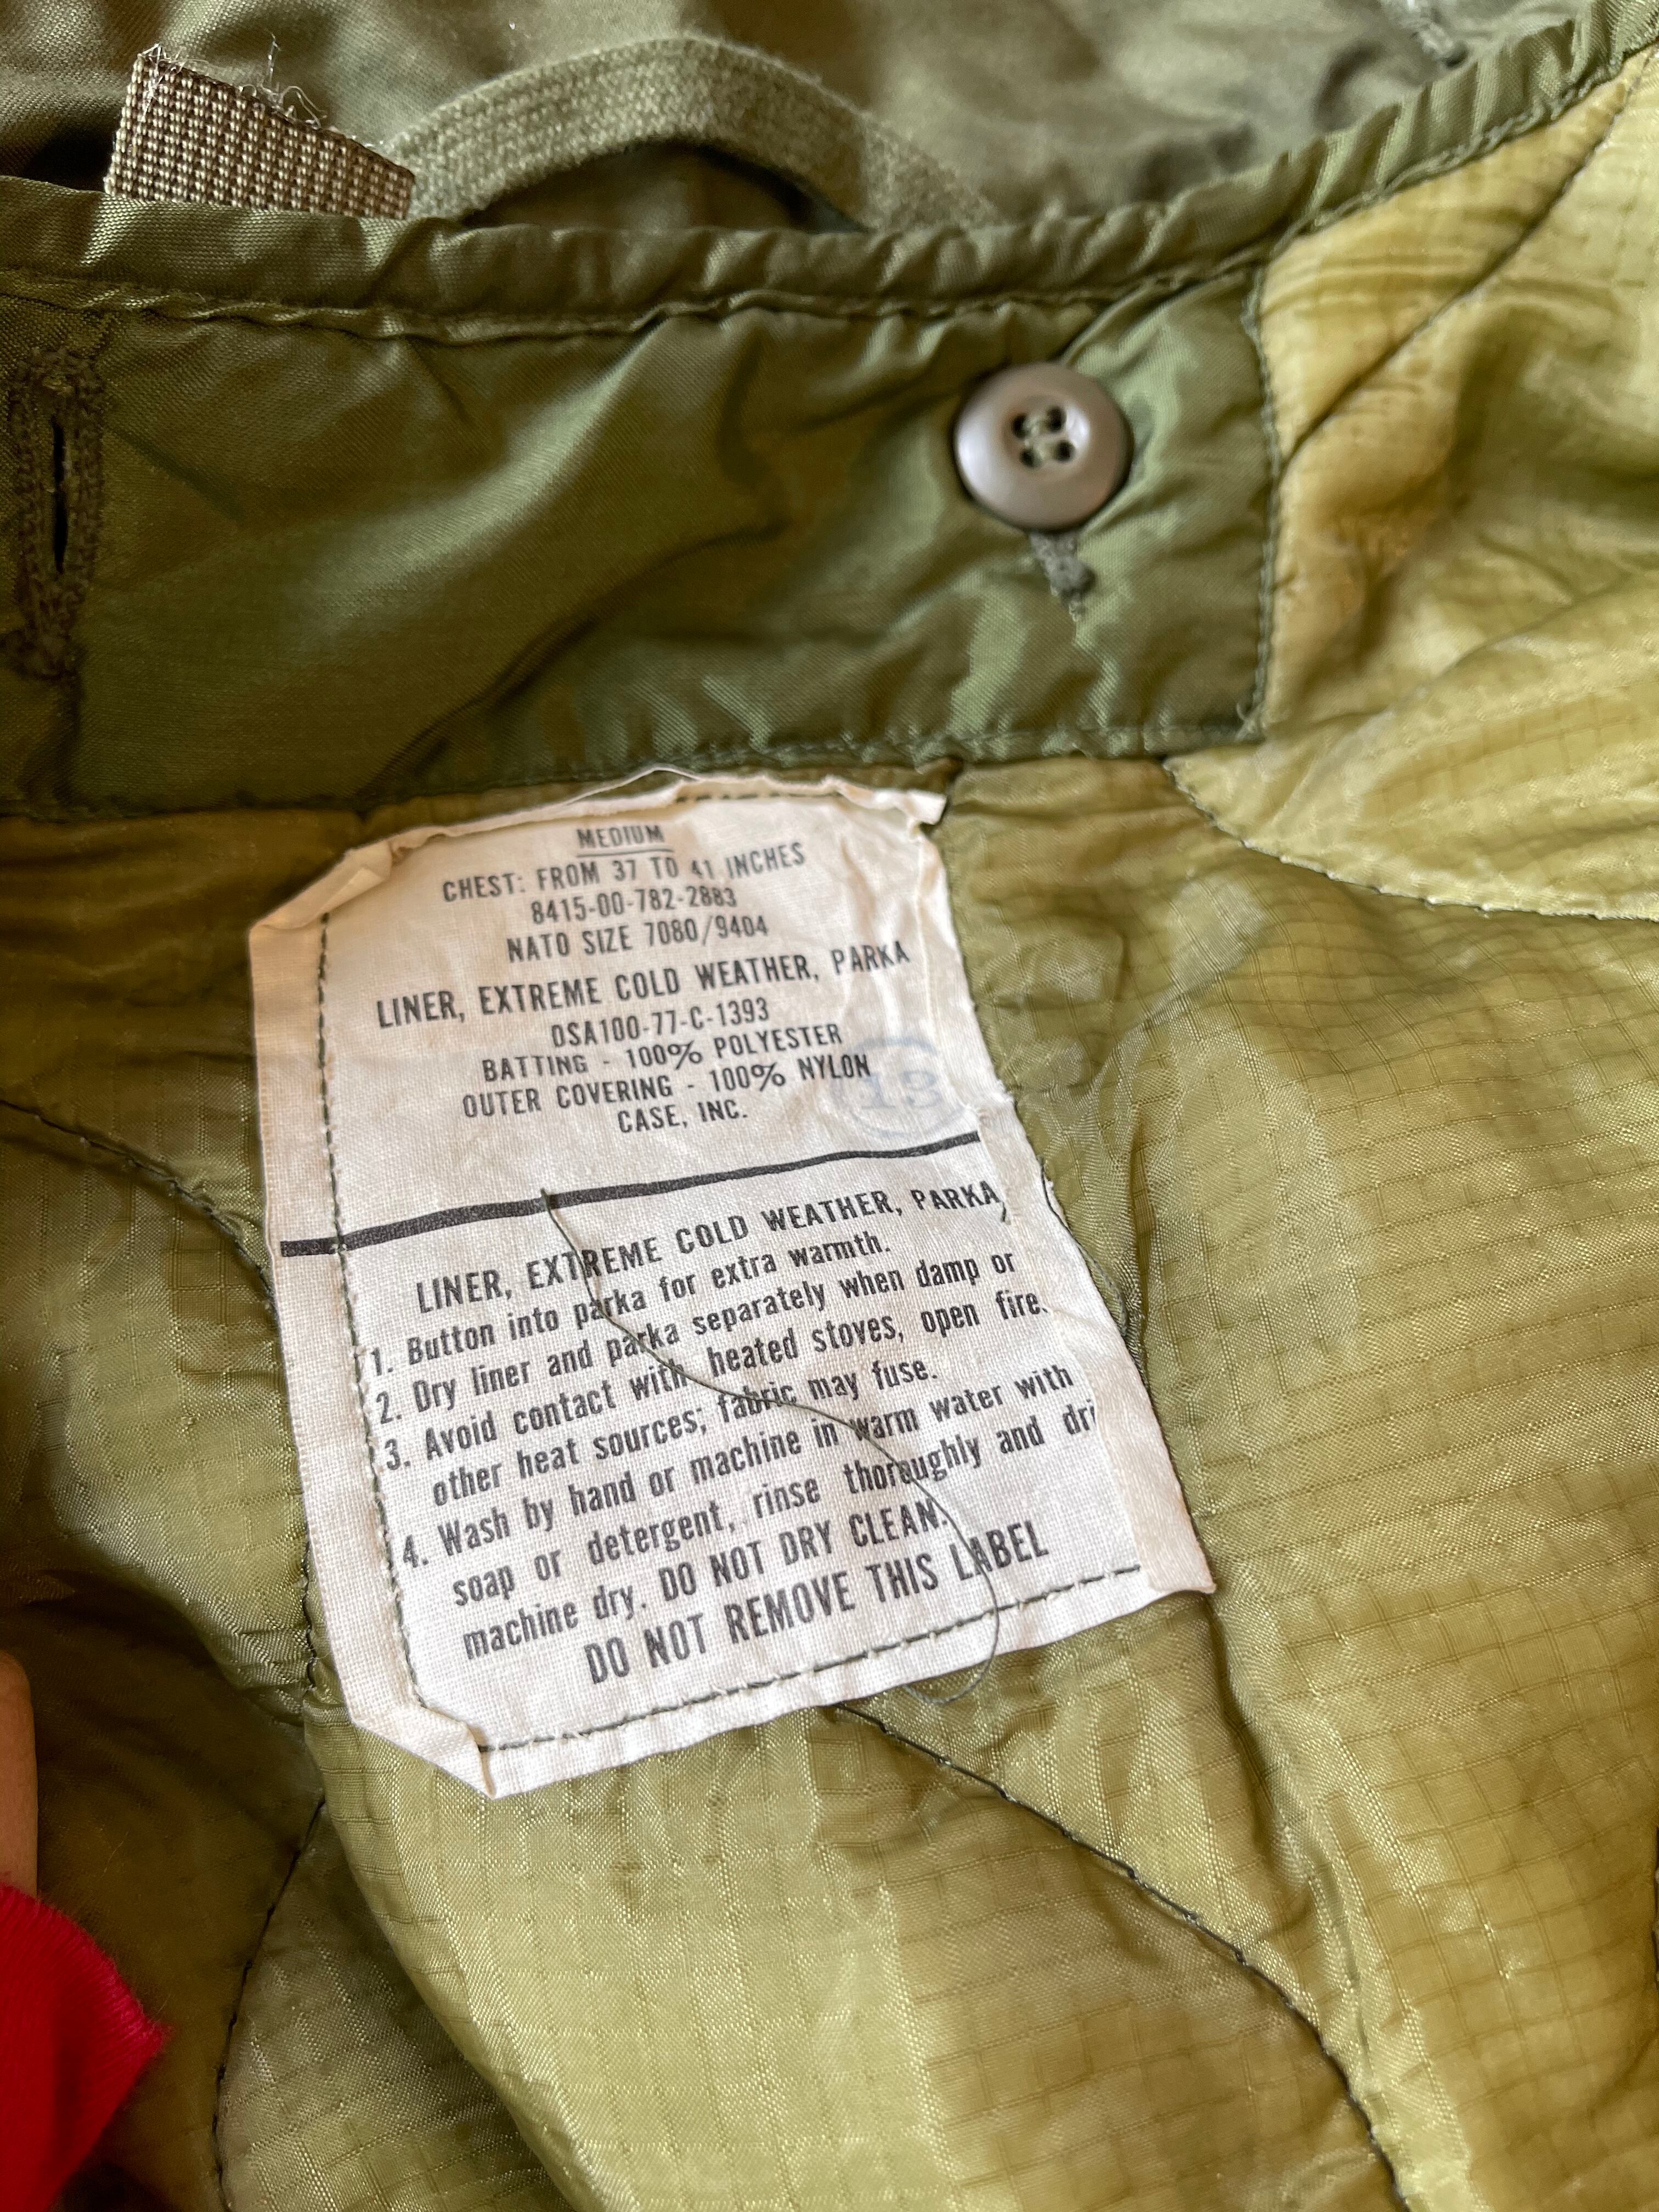 MEDIUM
CHEST: FROM 37 TO 41 INCHES
8415-00-782-2883
NATO SIZE 7080/9404
LINER, EXTREME COLD WEATHER, PARKA
DSA100-77-C-1393
BATTING - 100% POLYESTER
OUTER COVERING - 100% NYLON
13
CASE, INC.
LINER, EXTREME COLD WEATHER, PARKA
1. Button into parka for extra warmth.
2. Dry liner and parka separately when damp or
3. Avoid contact with heated stoves, open fire.
other heat sources; fabric may fuse.
4. Wash by hand or machine in warm water with
soap or detergent, rinse thoroughly and dri
machine dry. DO NOT DRY CLEAN.
DO NOT REMOVE THIS LABEL